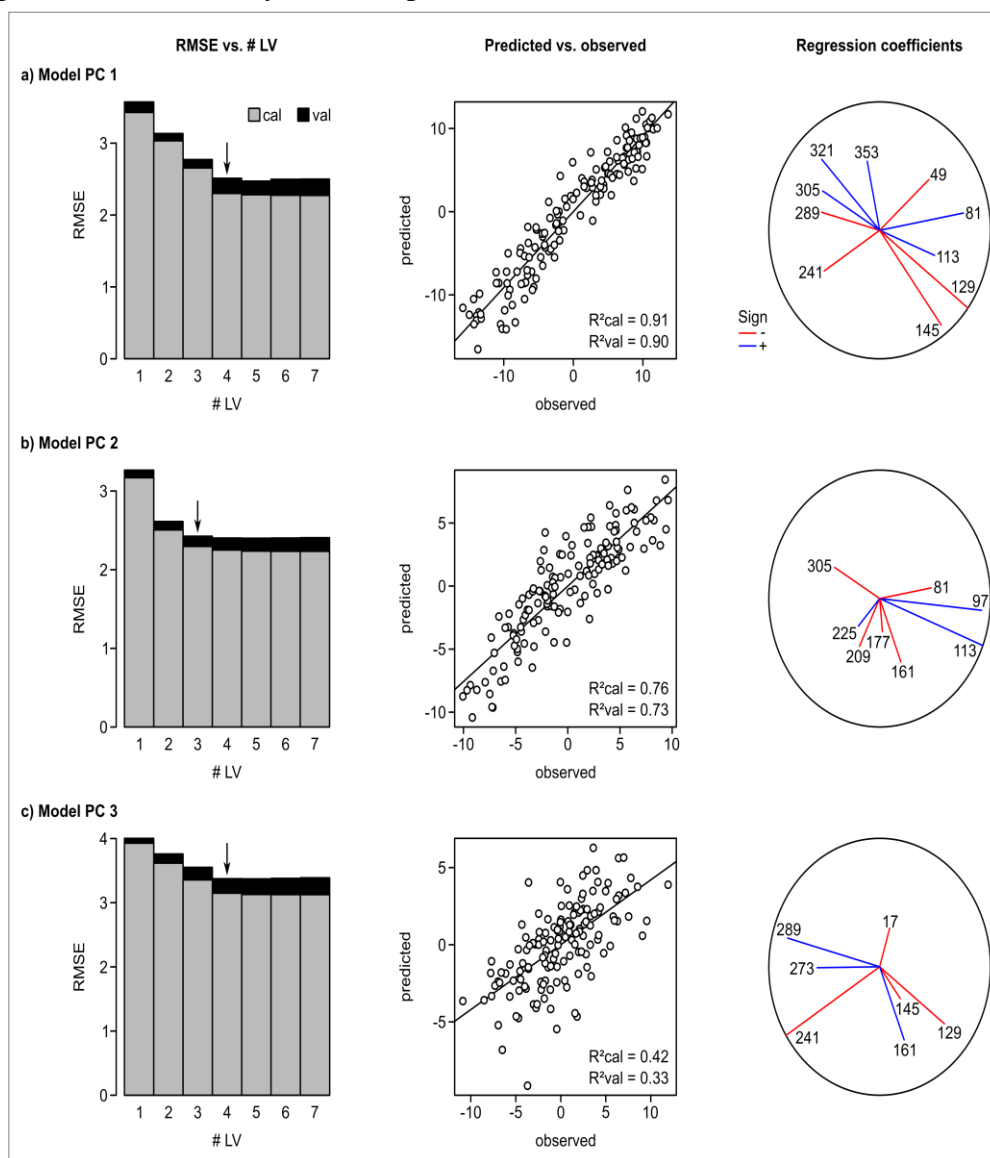 RMSE vs. # LV
Predicted vs. observed
Regression coefficients
a) Model PC 1
cal
val
RMSE
3
2
1
0
1 2 3 4 5 6 7
# LV
predicted
10
0
-10
R²cal = 0.91
R²val = 0.90
-10 0 5 10
observed
321
353
49
305
81
289
113
241
129
145
Sign
-
+
b) Model PC 2
RMSE
3
2
1
0
1 2 3 4 5 6 7
# LV
predicted
5
0
-5
-10
R²cal = 0.76
R²val = 0.73
-10 -5 0 5 10
observed
305
81
97
225
177
209
161
113
c) Model PC 3
RMSE
4
3
2
1
0
1 2 3 4 5 6 7
# LV
predicted
5
0
-5
R²cal = 0.42
R²val = 0.33
-10 -5 0 5 10
observed
17
289
273
145
129
241
161